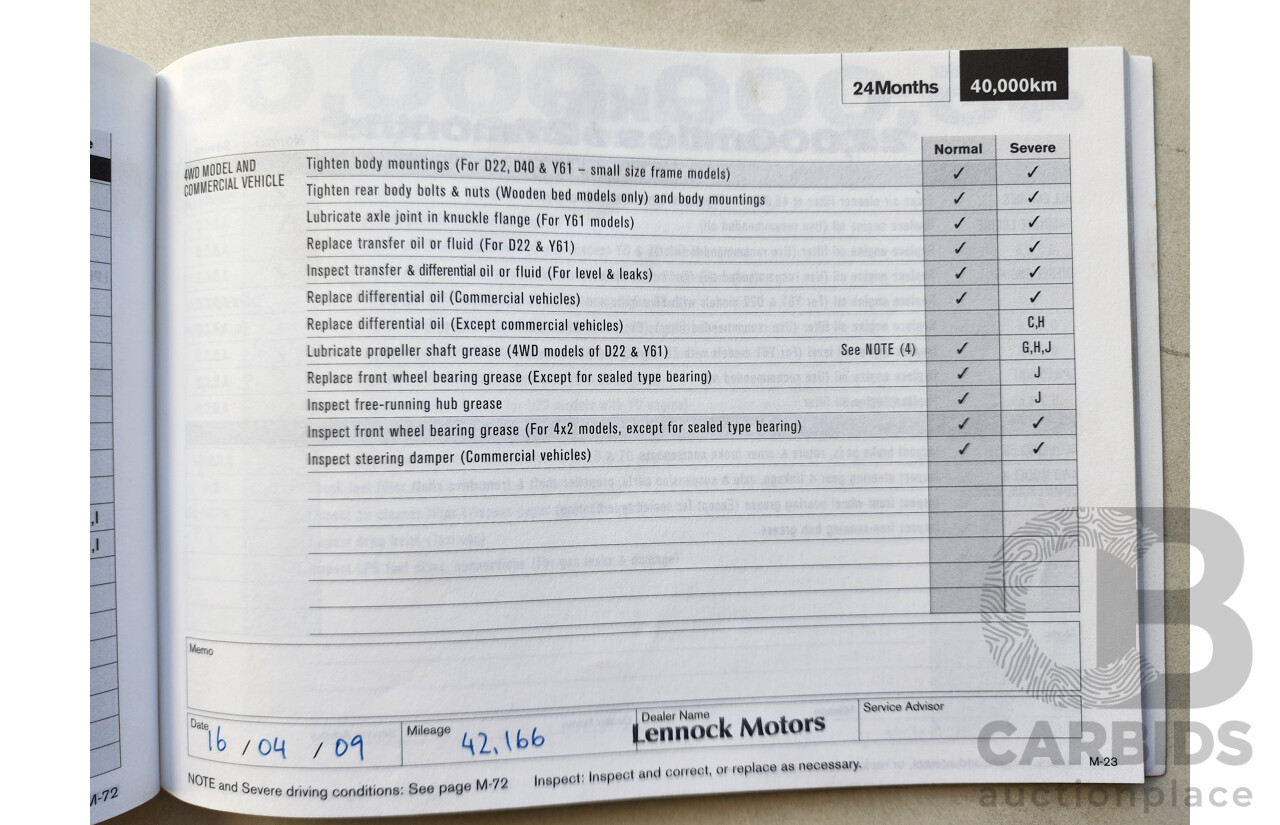 24Months 40,000km
Normal Severe
4WD MODEL AND
COMMERCIAL VEHICLE
Tighten body mountings (For D22, D40 & Y61 – small size frame models) ✓ ✓
Tighten rear body bolts & nuts (Wooden bed models only) and body mountings ✓ ✓
Lubricate axle joint in knuckle flange (For Y61 models) ✓ ✓
Replace transfer oil or fluid (For D22 & Y61) ✓ ✓
Inspect transfer & differential oil or fluid (For level & leaks) ✓ ✓
Replace differential oil (Commercial vehicles) ✓ ✓
Replace differential oil (Except commercial vehicles) C,H
Lubricate propeller shaft grease (4WD models of D22 & Y61) See NOTE (4) ✓ G,H,J
Replace front wheel bearing grease (Except for sealed type bearing) ✓ J
Inspect free-running hub grease ✓ J
Inspect front wheel bearing grease (For 4x2 models, except for sealed type bearing) ✓ ✓
Inspect steering damper (Commercial vehicles) ✓ ✓
Memo
Date 16 / 04 / 09
Mileage 42,166
Dealer Name Lennock Motors
Service Advisor
NOTE and Severe driving conditions: See page M-72 Inspect: Inspect and correct, or replace as necessary.
M-23
M-72
CARBIDS
auctionplace